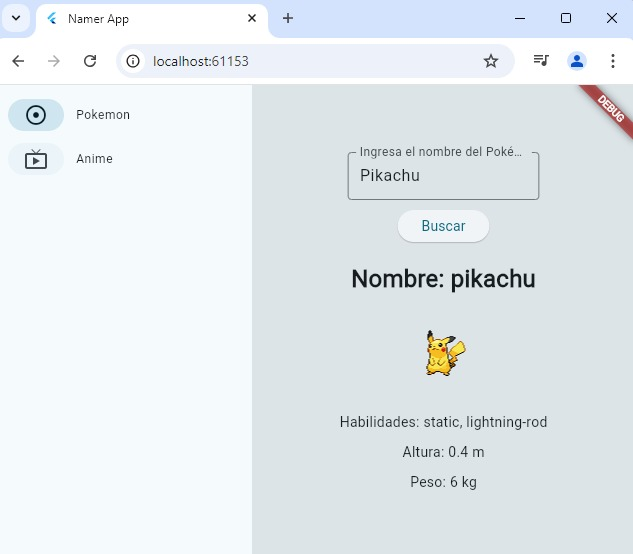 Namer App
localhost:61153
DEBUG
Pokemon
Anime
Ingresa el nombre del Poké…
Pikachu
Buscar
Nombre: pikachu
Habilidades: static, lightning-rod
Altura: 0.4 m
Peso: 6 kg